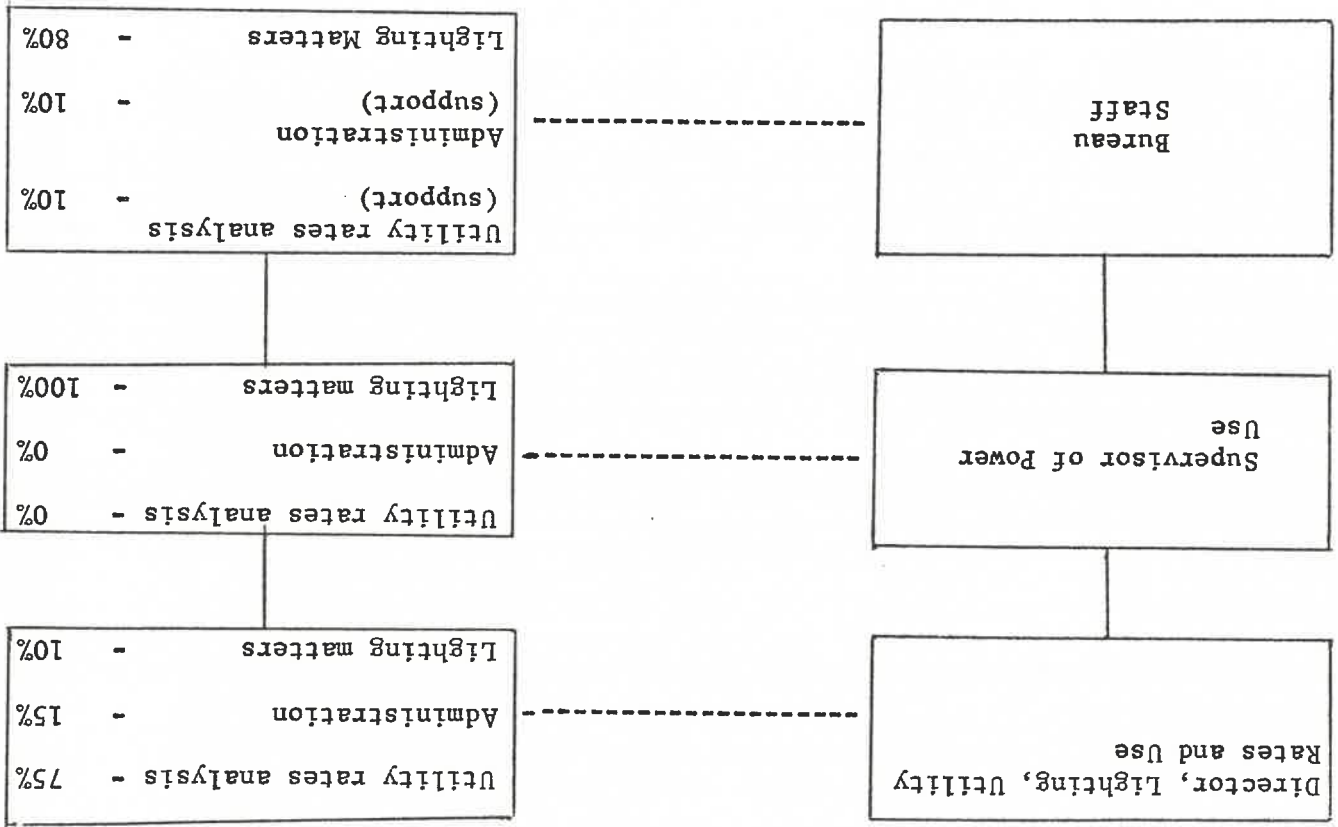 Director, Lighting, Utility
Rates and Use
Utility rates analysis - 75%
Administration - 15%
Lighting matters - 10%
Supervisor of Power
Use
Utility rates analysis - 0%
Administration - 0%
Lighting matters - 100%
Bureau
Staff
Utility rates analysis
(support) - 10%
Administration
(support) - 10%
Lighting Matters - 80%